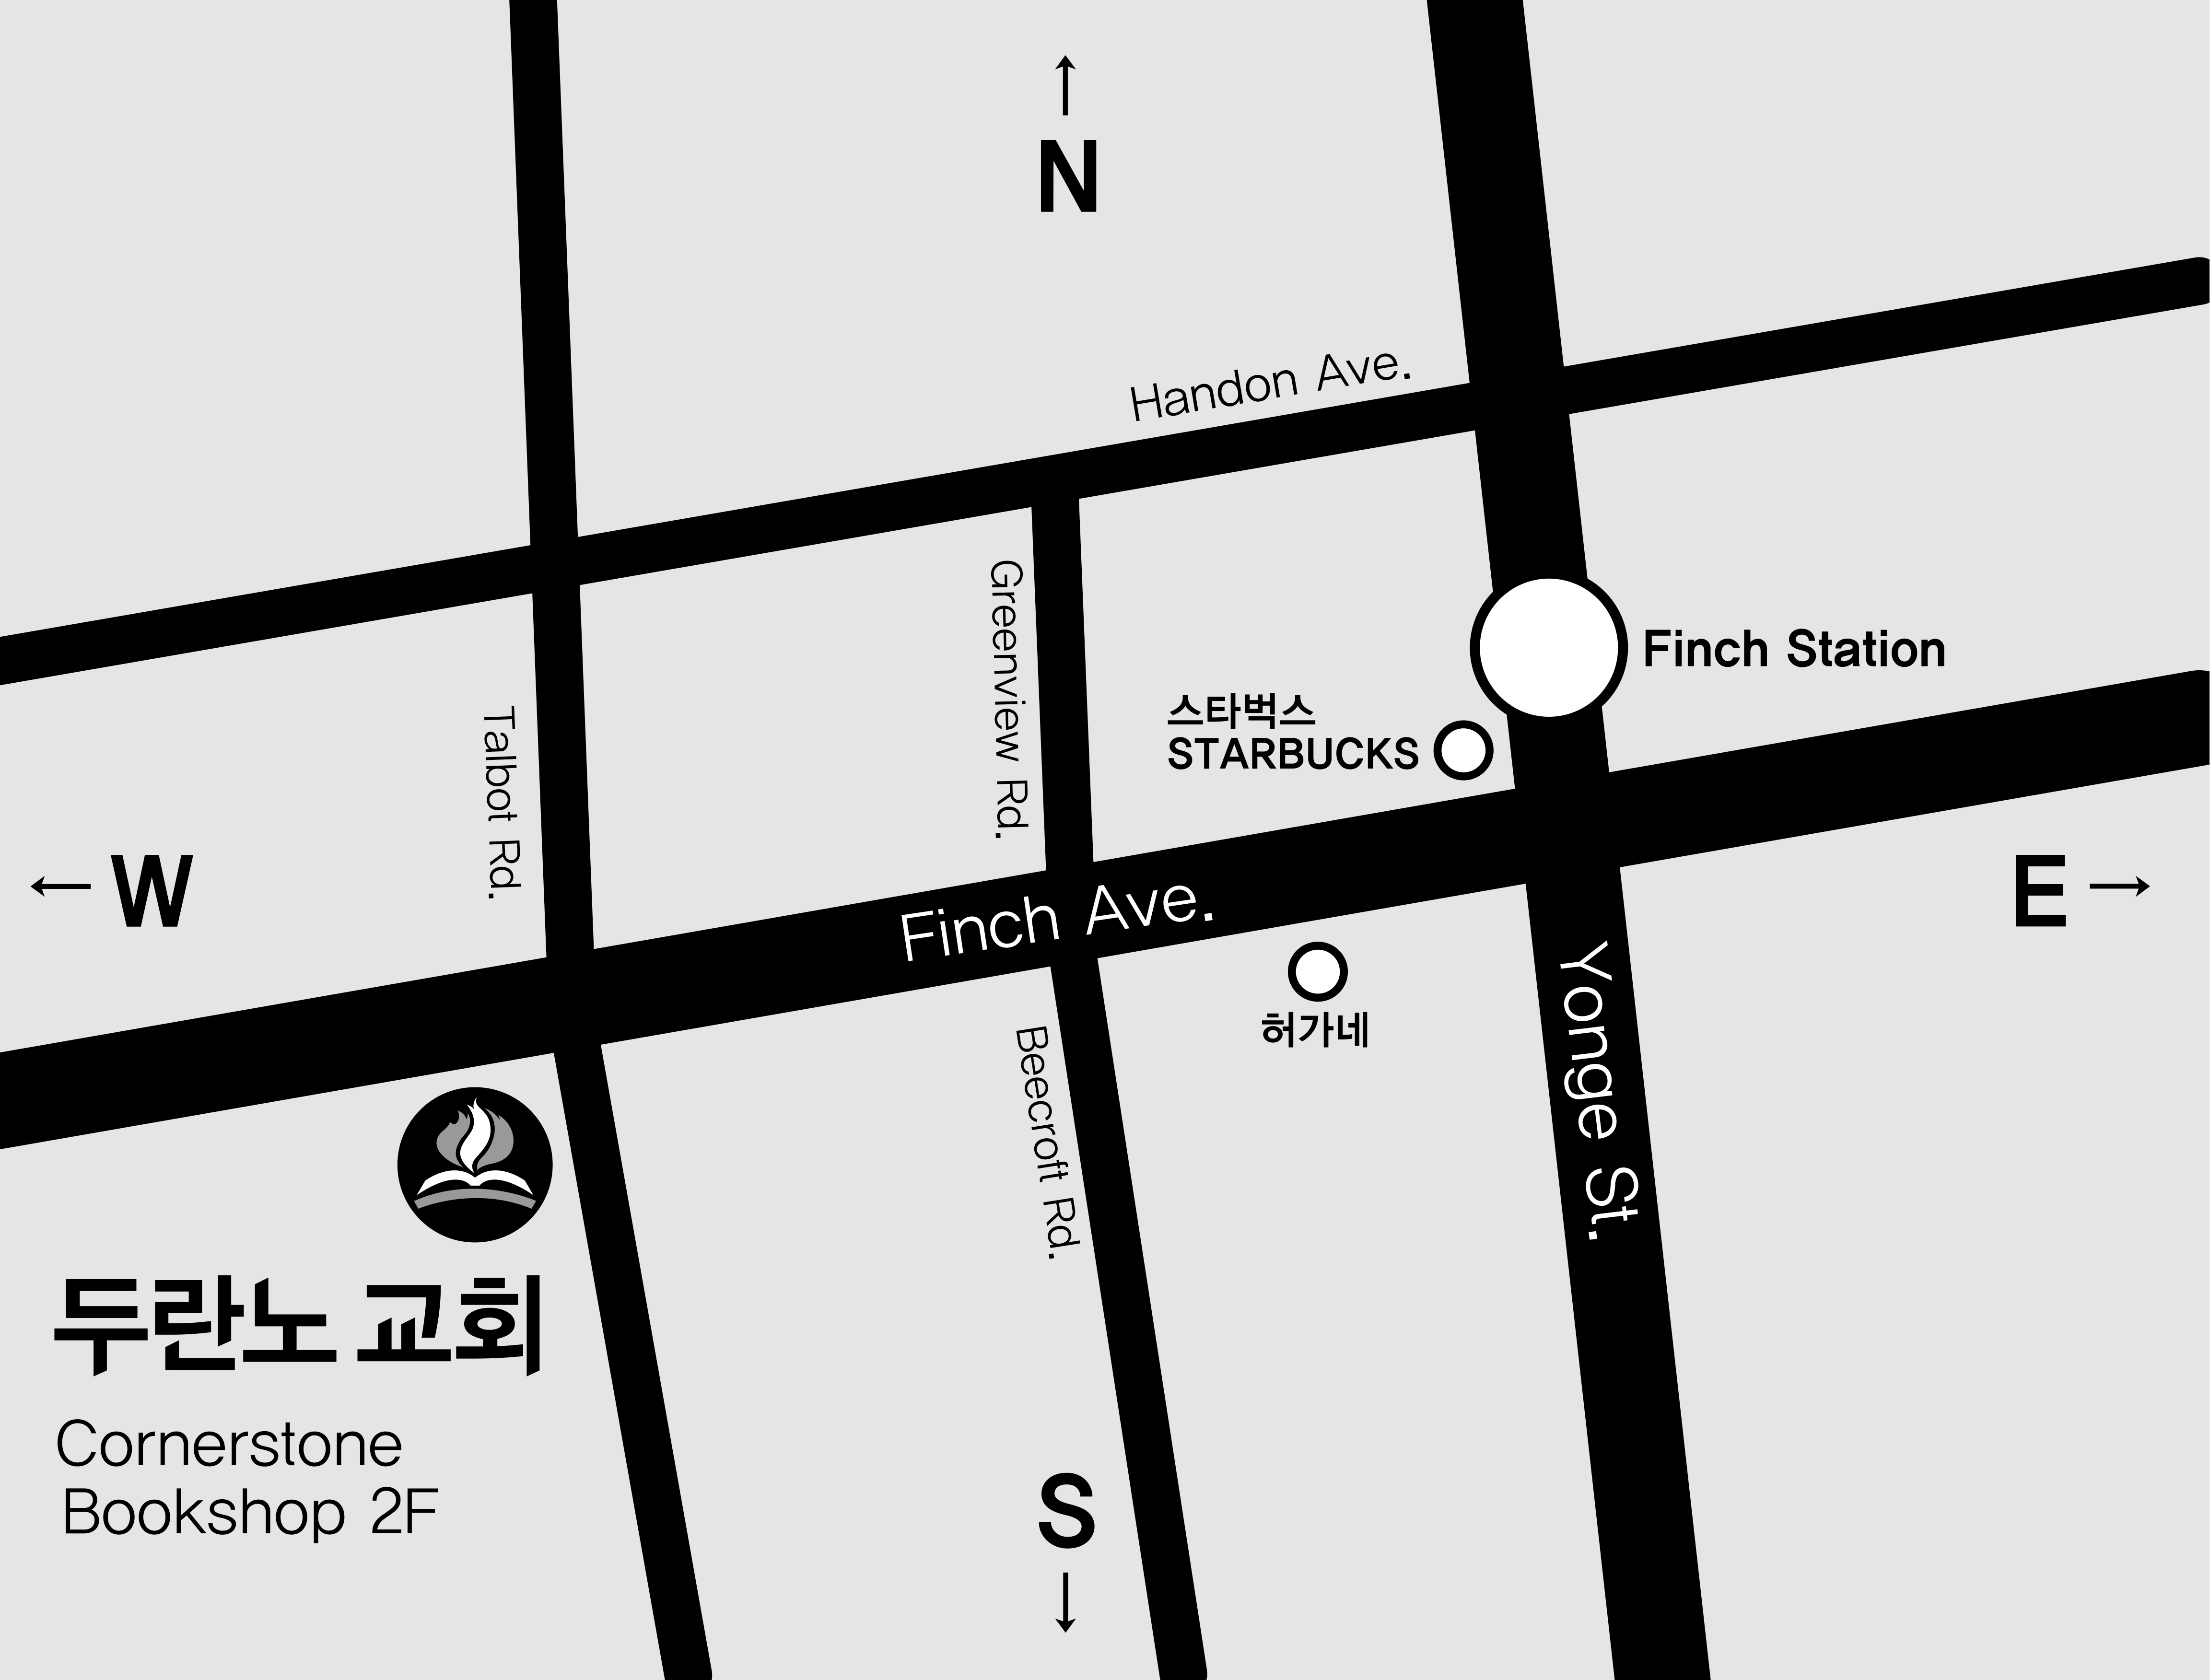 N
Handon Ave.
Greenview Rd.
Finch Station
스타벅스
STARBUCKS
Talbot Rd.
W
E
Finch Ave.
허가네
Yonge St.
Beecroft Rd.
두란노 교회
Cornerstone
Bookshop 2F
S